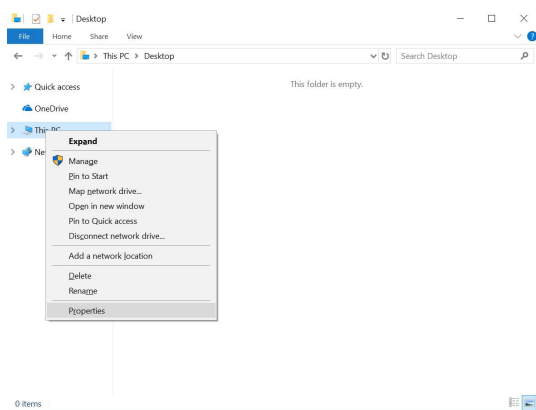 Desktop
File Home Share View
This PC Desktop Search Desktop
Quick access
This folder is empty.
OneDrive
This PC
Expand
Manage
Pin to Start
Map network drive...
Open in new window
Pin to Quick access
Disconnect network drive...
Add a network location
Delete
Rename
Properties
0 items